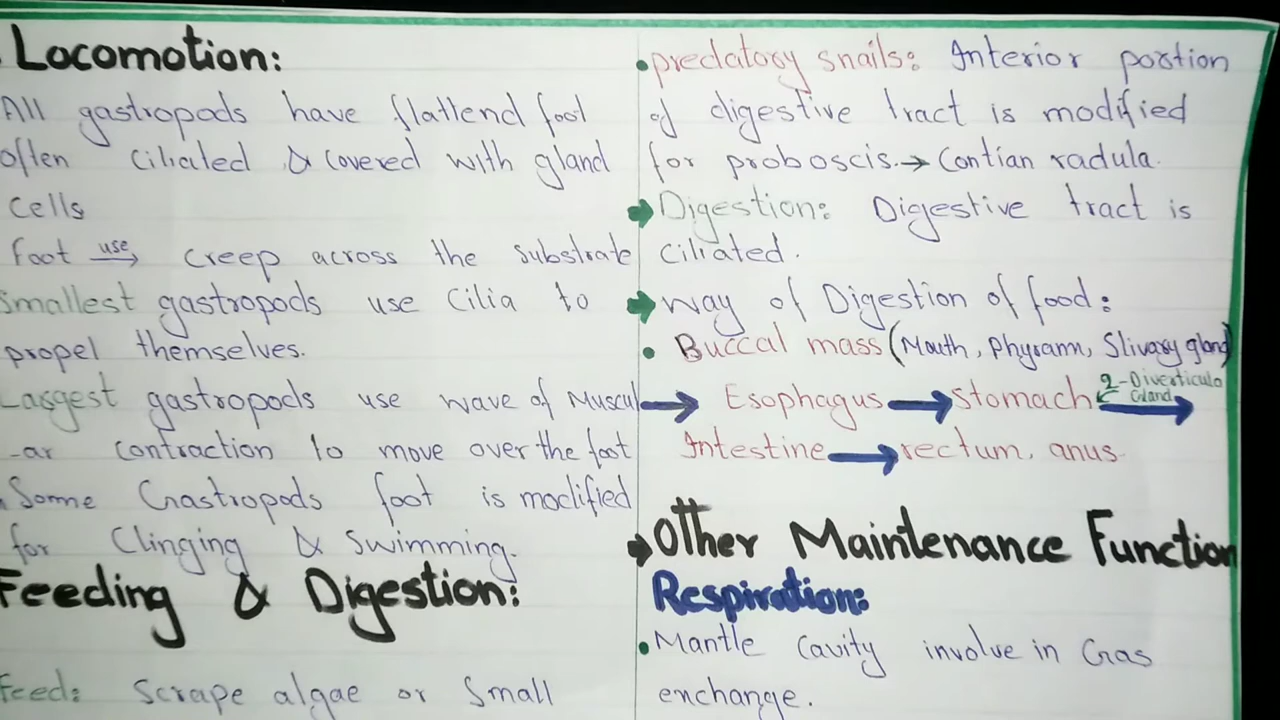 Locomotion:
All gastropods have flattend foot
often ciliated & covered with gland
cells
foot use → creep across the substrate
Smallest gastropods use cilia to
propel themselves.
Largest gastropods use wave of Muscul
-ar contraction to move over the foot
Some Gastropods foot is modified
for Clinging & Swimming.
Feeding & Digestion:
Feed: Scrape algae or Small
• predatory snails: Interior portion
of digestive tract is modified
for proboscis. → Contian radula.
→ Digestion: Digestive tract is
ciliated.
→ way of Digestion of food:
• Buccal mass (Mouth, Phyrann, Slivary gland)
→ Esophagus → Stomach 2-Diverticulo Gland →
Intestine → rectum, anus.
→ Other Maintenance Function
Respiration:
• Mantle Cavity involve in Gas
exchange.